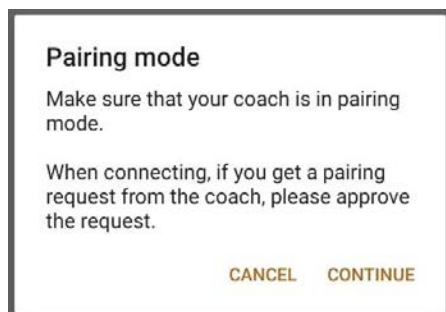 Pairing mode
Make sure that your coach is in pairing
mode.
When connecting, if you get a pairing
request from the coach, please approve
the request.
CANCEL CONTINUE